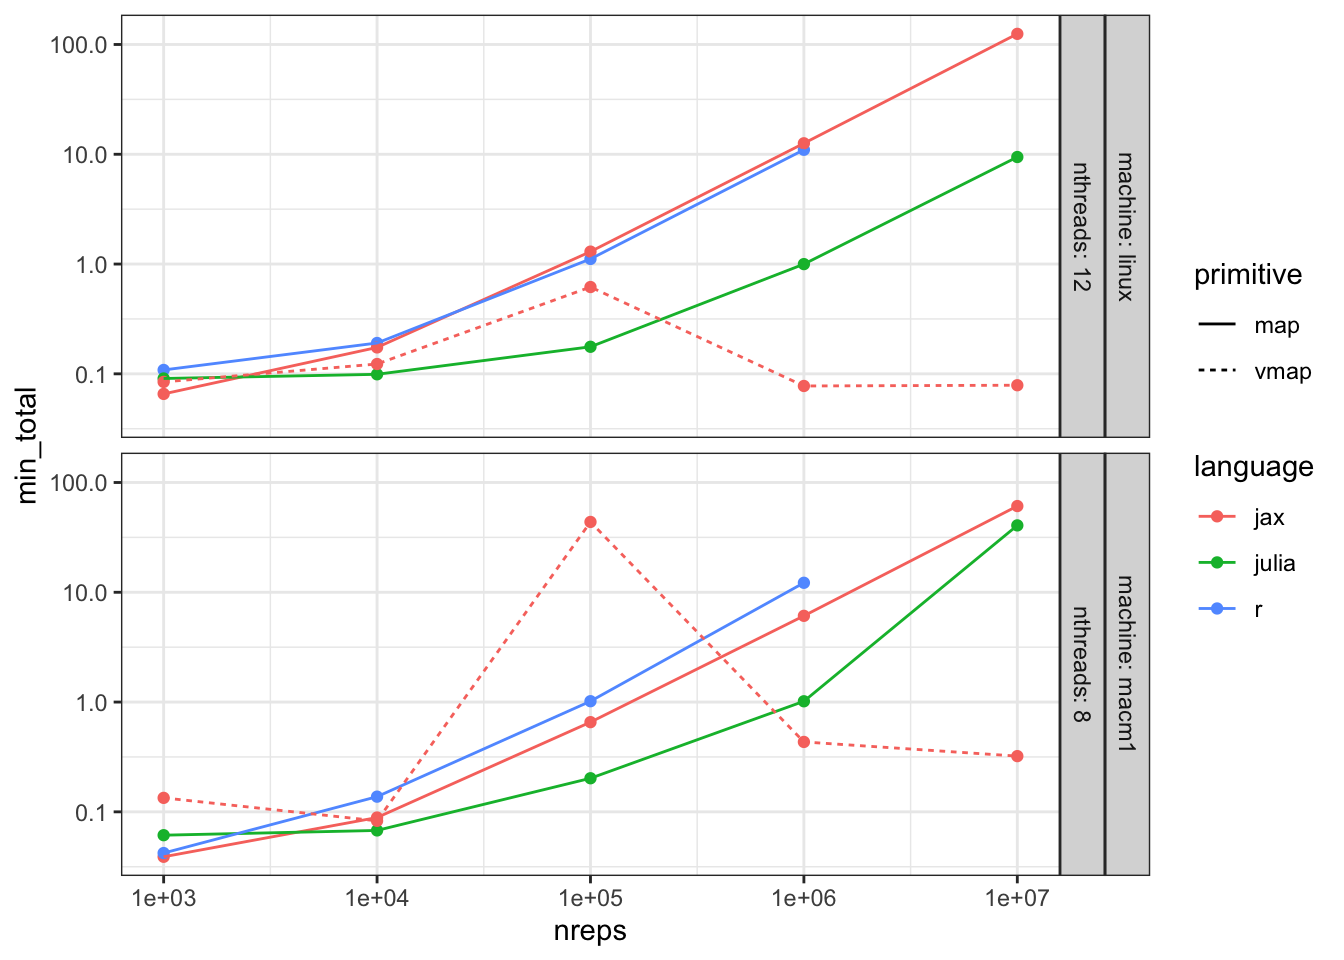 100.0
10.0
1.0
0.1
nthreads: 12
machine: linux
100.0
10.0
1.0
0.1
nthreads: 8
machine: macm1
min_total
1e+03 1e+04 1e+05 1e+06 1e+07
nreps
primitive
map
vmap
language
jax
julia
r